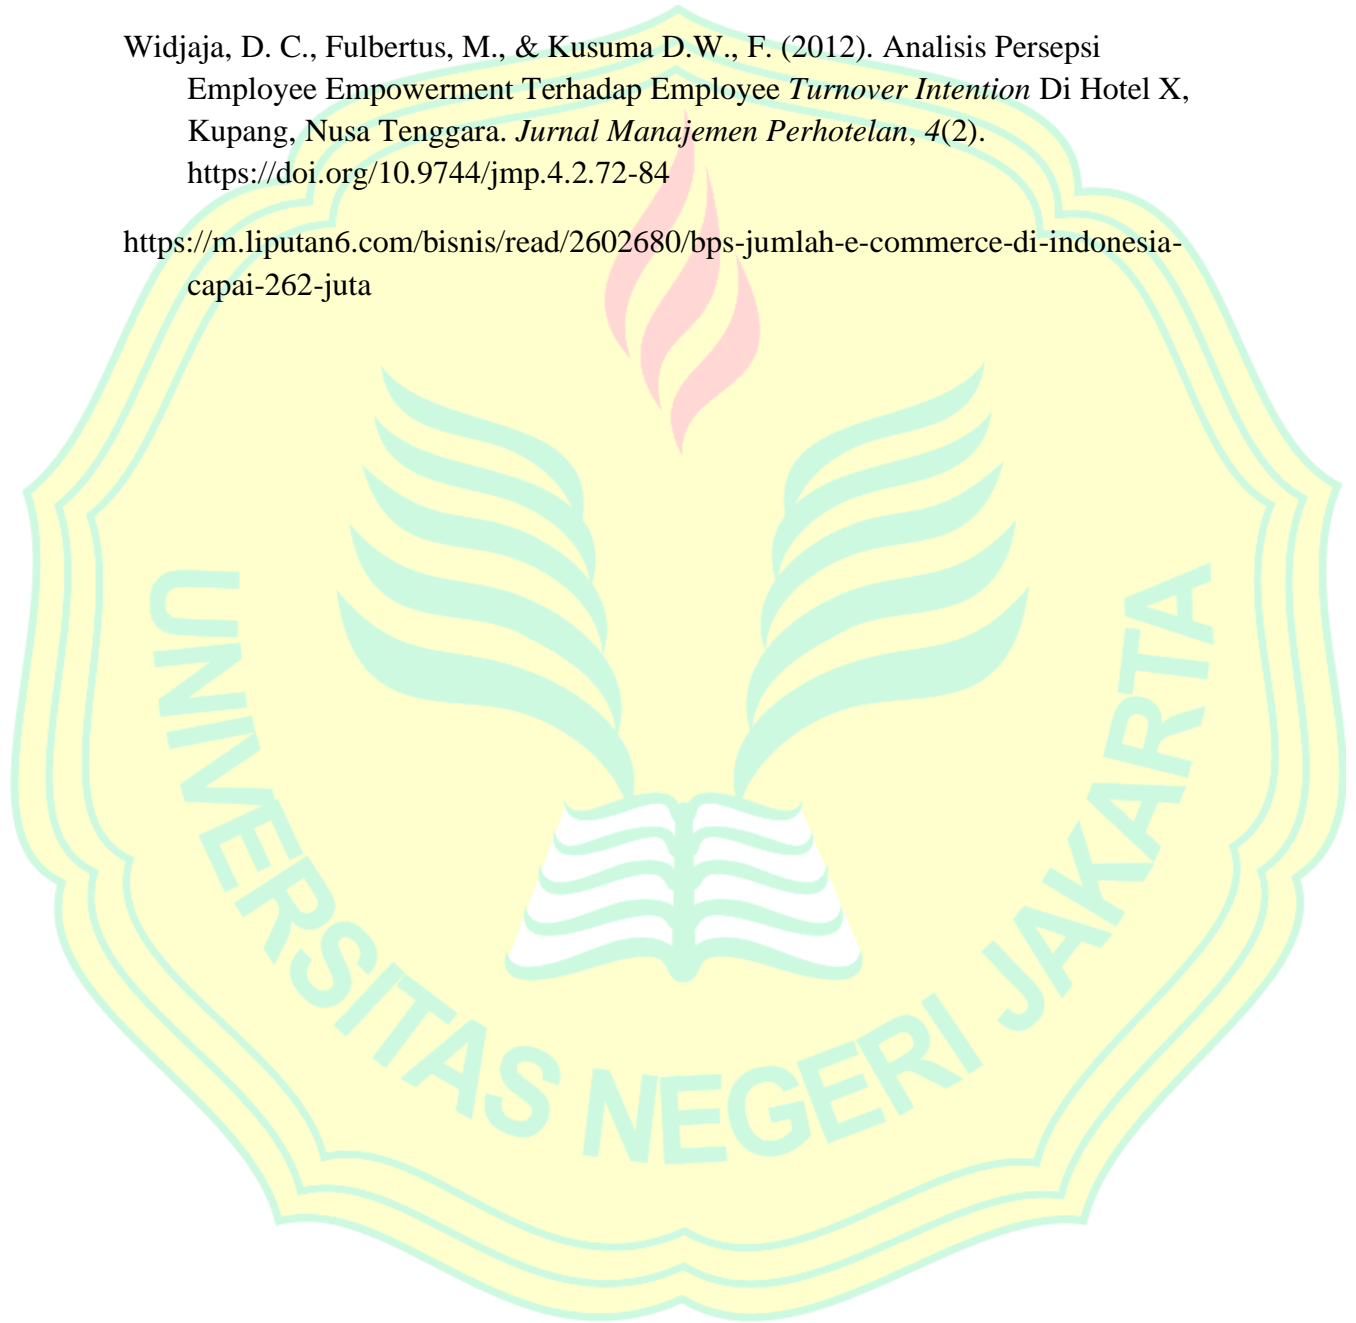 Widjaja, D. C., Fulbertus, M., & Kusuma D.W., F. (2012). Analisis Persepsi
Employee Empowerment Terhadap Employee Turnover Intention Di Hotel X,
Kupang, Nusa Tenggara. Jurnal Manajemen Perhotelan, 4(2).
https://doi.org/10.9744/jmp.4.2.72-84
https://m.liputan6.com/bisnis/read/2602680/bps-jumlah-e-commerce-di-indonesia-
capai-262-juta
UNIVERSITAS NEGERI JAKARTA